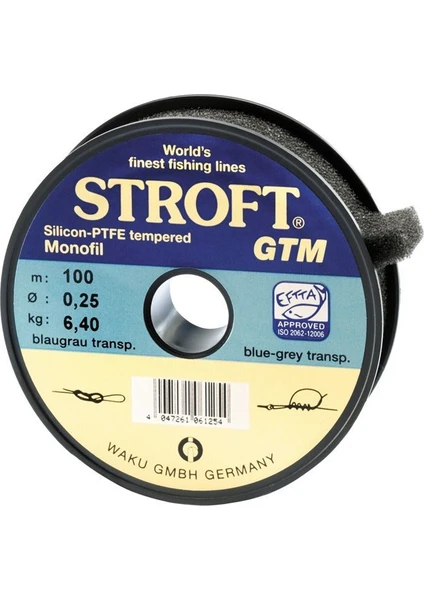 World's
finest fishing lines
STROFT®
GTM
Silicon-PTFE tempered
Monofil
m: 100
Ø: 0,25
kg: 6,40
blaugrau transp.
EFTTA
APPROVED
ISO 2062-12006
blue-grey transp.
4 047261 061254
WAKU GMBH GERMANY